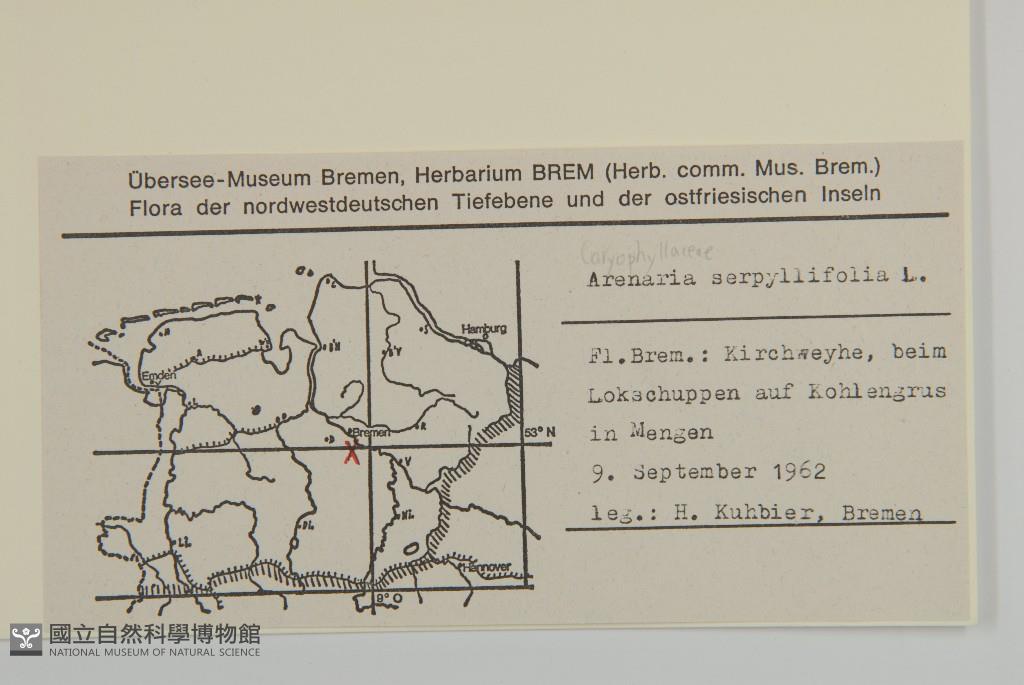 Übersee-Museum Bremen, Herbarium BREM (Herb. comm. Mus. Brem.)
Flora der nordwestdeutschen Tiefebene und der ostfriesischen Inseln
Caryophyllaceae
Arenaria serpyllifolia L.
Fl.Brem.: Kirchweyhe, beim
Lokschuppen auf Kohlengrus
in Mengen
9. September 1962
leg.: H. Kuhbier, Bremen
Hamburg
Emden
Bremen
53° N
Hannover
9° O
國立自然科學博物館
NATIONAL MUSEUM OF NATURAL SCIENCE